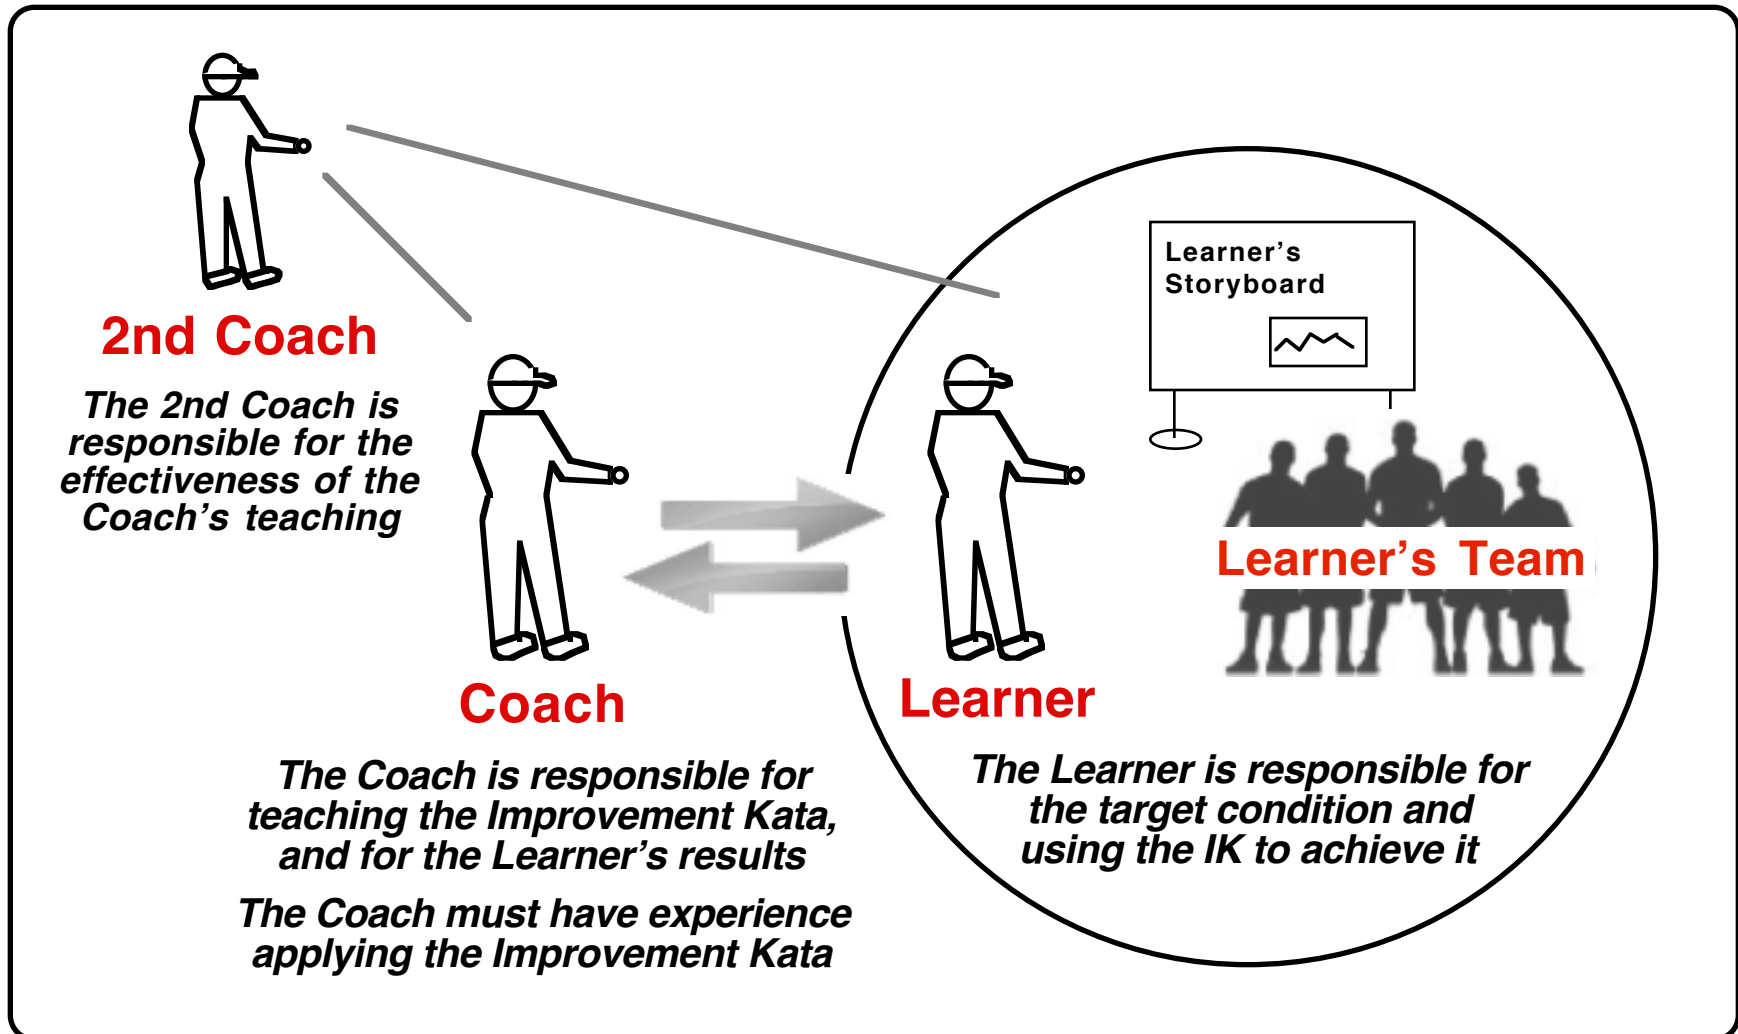 2nd Coach
The 2nd Coach is
responsible for the
effectiveness of the
Coach’s teaching
Coach
The Coach is responsible for
teaching the Improvement Kata,
and for the Learner’s results
The Coach must have experience
applying the Improvement Kata
Learner’s
Storyboard
Learner’s Team
Learner
The Learner is responsible for
the target condition and
using the IK to achieve it